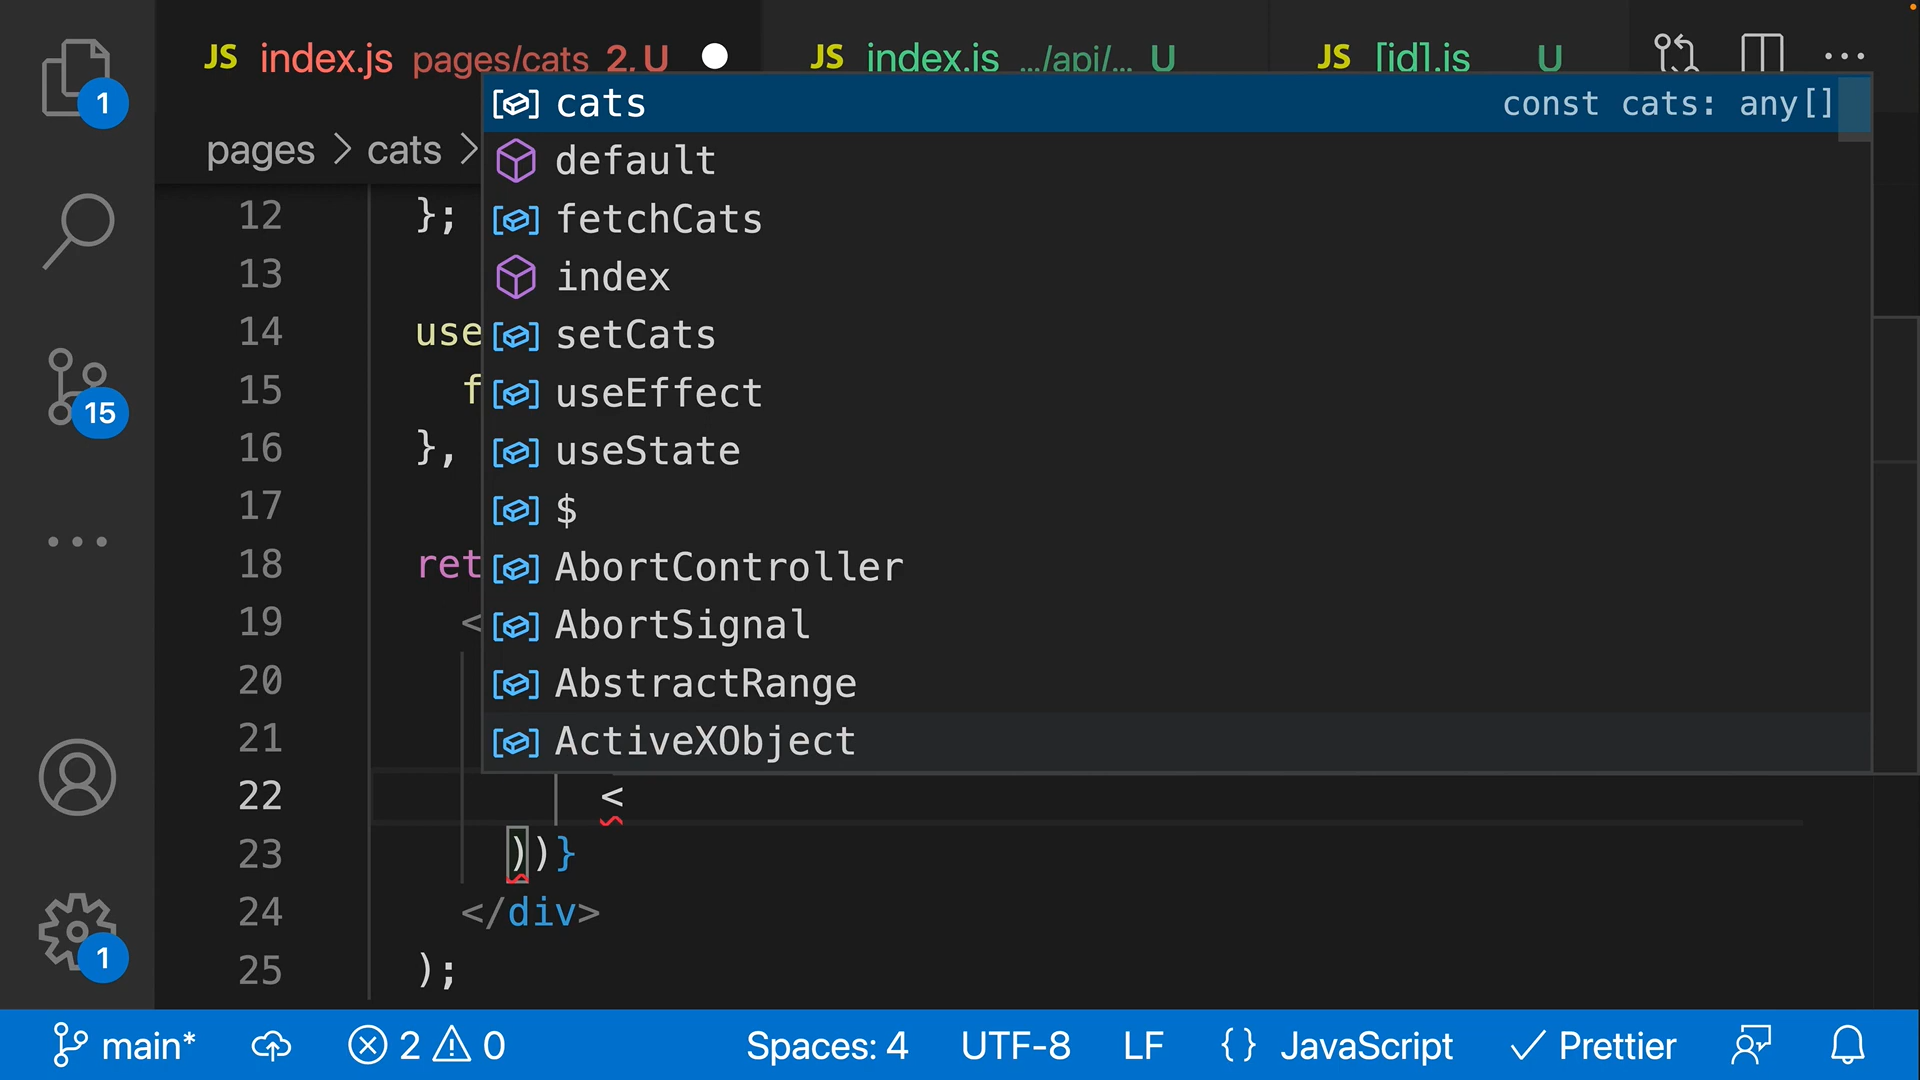 JS index.js pages/cats 2, U JS index.js .../api/... U JS [id].js U
1
pages > cats >
cats const cats: any[]
default
12 }; fetchCats
13 index
14 use setCats
15 f useEffect
15 16 }, useState
17 $
18 ret AbortController
19 < AbortSignal
20 AbstractRange
21 ActiveXObject
22 <
23 ))}
24 </div>
1
25 );
main* 2 0 Spaces: 4 UTF-8 LF {} JavaScript Prettier